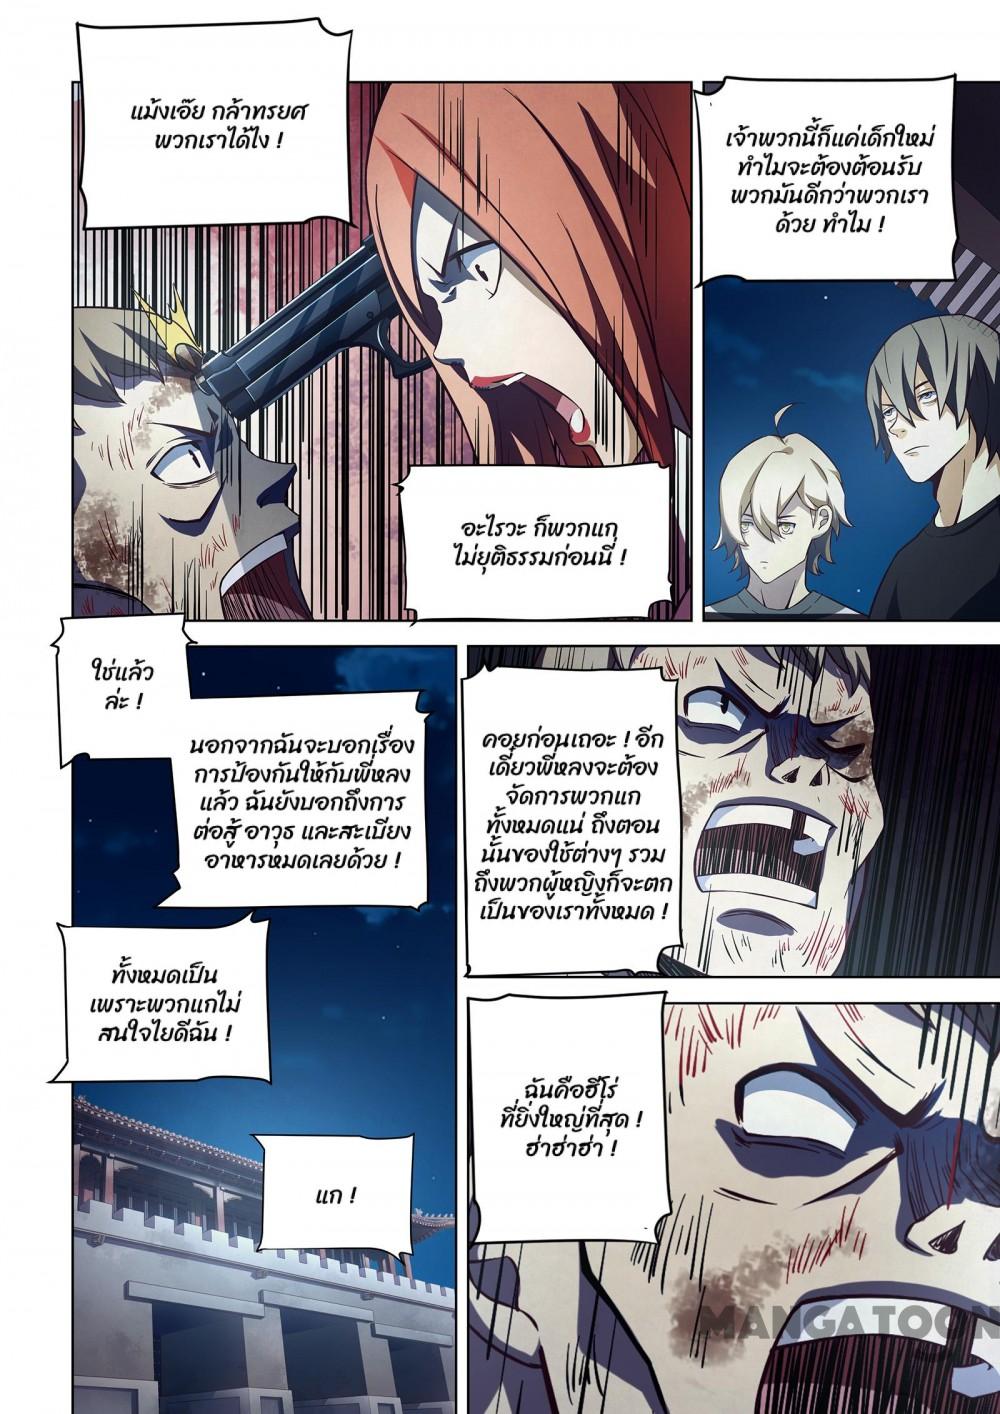 แม้งเอ๊ย กล้าทรยศ
พวกเราได้ไง !
เจ้าพวกนี้ก็แค่เด็กใหม่
ทำไมจะต้องต้อนรับ
พวกมันดีกว่าพวกเรา
ด้วย ทำไม !
อะไรวะ ก็พวกแก
ไม่ยุติธรรมก่อนนี่ !
ใช่แล้ว
ล่ะ !
นอกจากฉันจะบอกเรื่อง
การป้องกันให้กับพี่หลง
แล้ว ฉันยังบอกถึงการ
ต่อสู้ อาวุธ และสะเบียง
อาหารหมดเลยด้วย !
คอยก่อนเถอะ ! อีก
เดี๋ยวพี่หลงจะต้อง
จัดการพวกแก
ทั้งหมดแน่ ถึงตอน
นั้นของใช้ต่างๆ รวม
ถึงพวกผู้หญิงก็จะตก
เป็นของเราทั้งหมด !
ทั้งหมดเป็น
เพราะพวกแกไม่
สนใจไยดีฉัน !
ฉันคือฮีโร่
ที่ยิ่งใหญ่ที่สุด !
ฮ่าฮ่าฮ่า !
แก !
MANGATOON